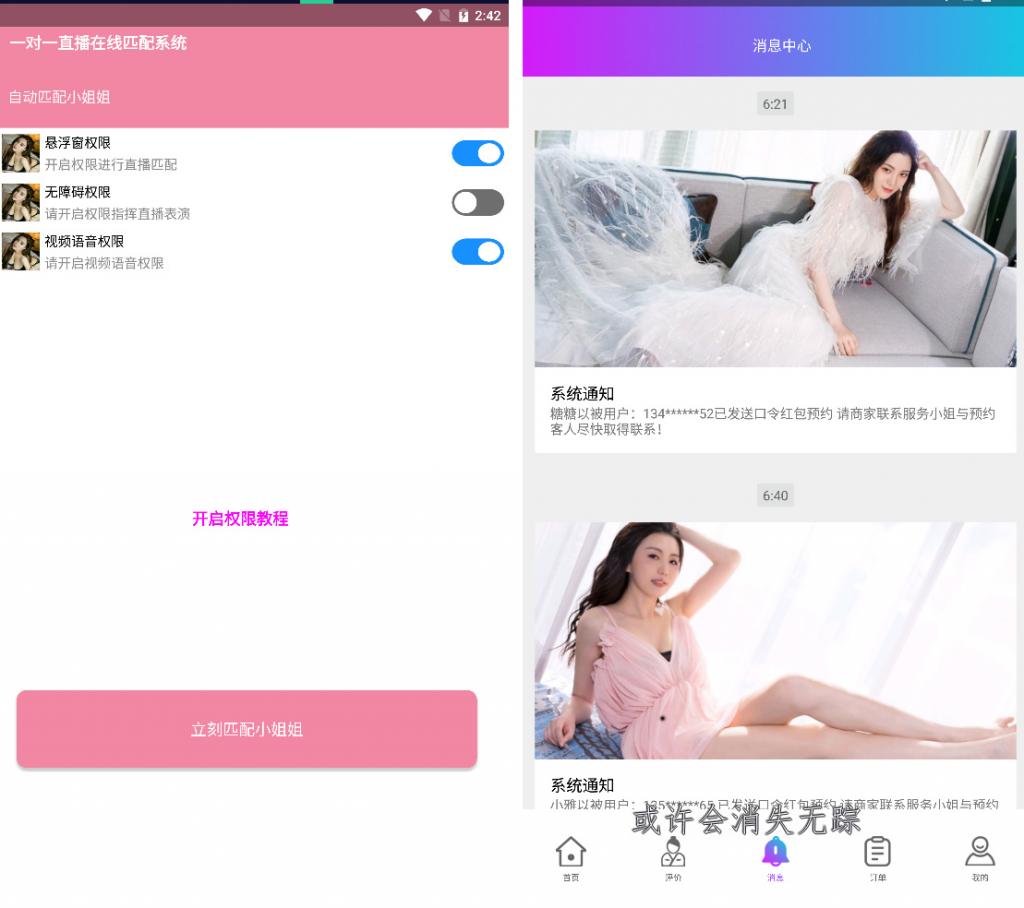 2:42
一对一直播在线匹配系统
自动匹配小姐姐
悬浮窗权限
开启权限进行直播匹配
无障碍权限
请开启权限指挥直播表演
视频语音权限
请开启视频语音权限
开启权限教程
立刻匹配小姐姐
消息中心
6:21
系统通知
糖糖以被用户：134******52已发送口令红包预约 请商家联系服务小姐与预约
客人尽快取得联系！
6:40
系统通知
小雅以被用户：135******65已发送口令红包预约 请商家联系服务小姐与预约
或许会消失无踪
首页
评价
消息
订单
我的